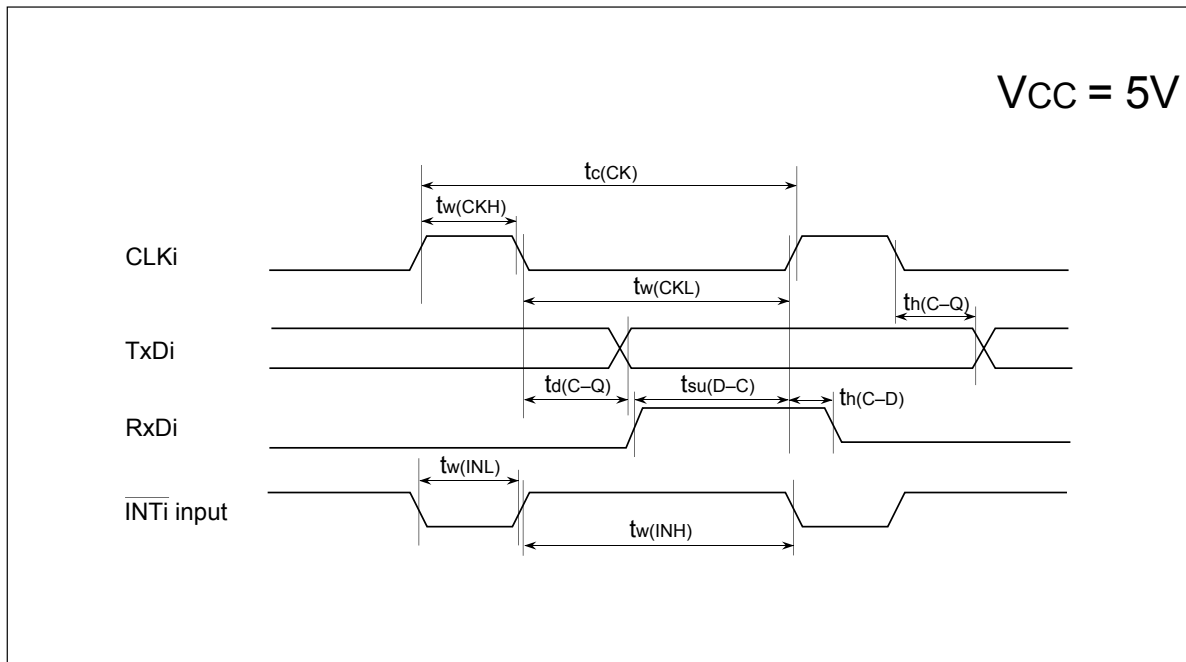 VCC = 5V
tc(CK)
tw(CKH)
CLKi
tw(CKL)
th(C–Q)
TxDi
td(C–Q)
tsu(D–C)
th(C–D)
RxDi
tw(INL)
INTi input
tw(INH)